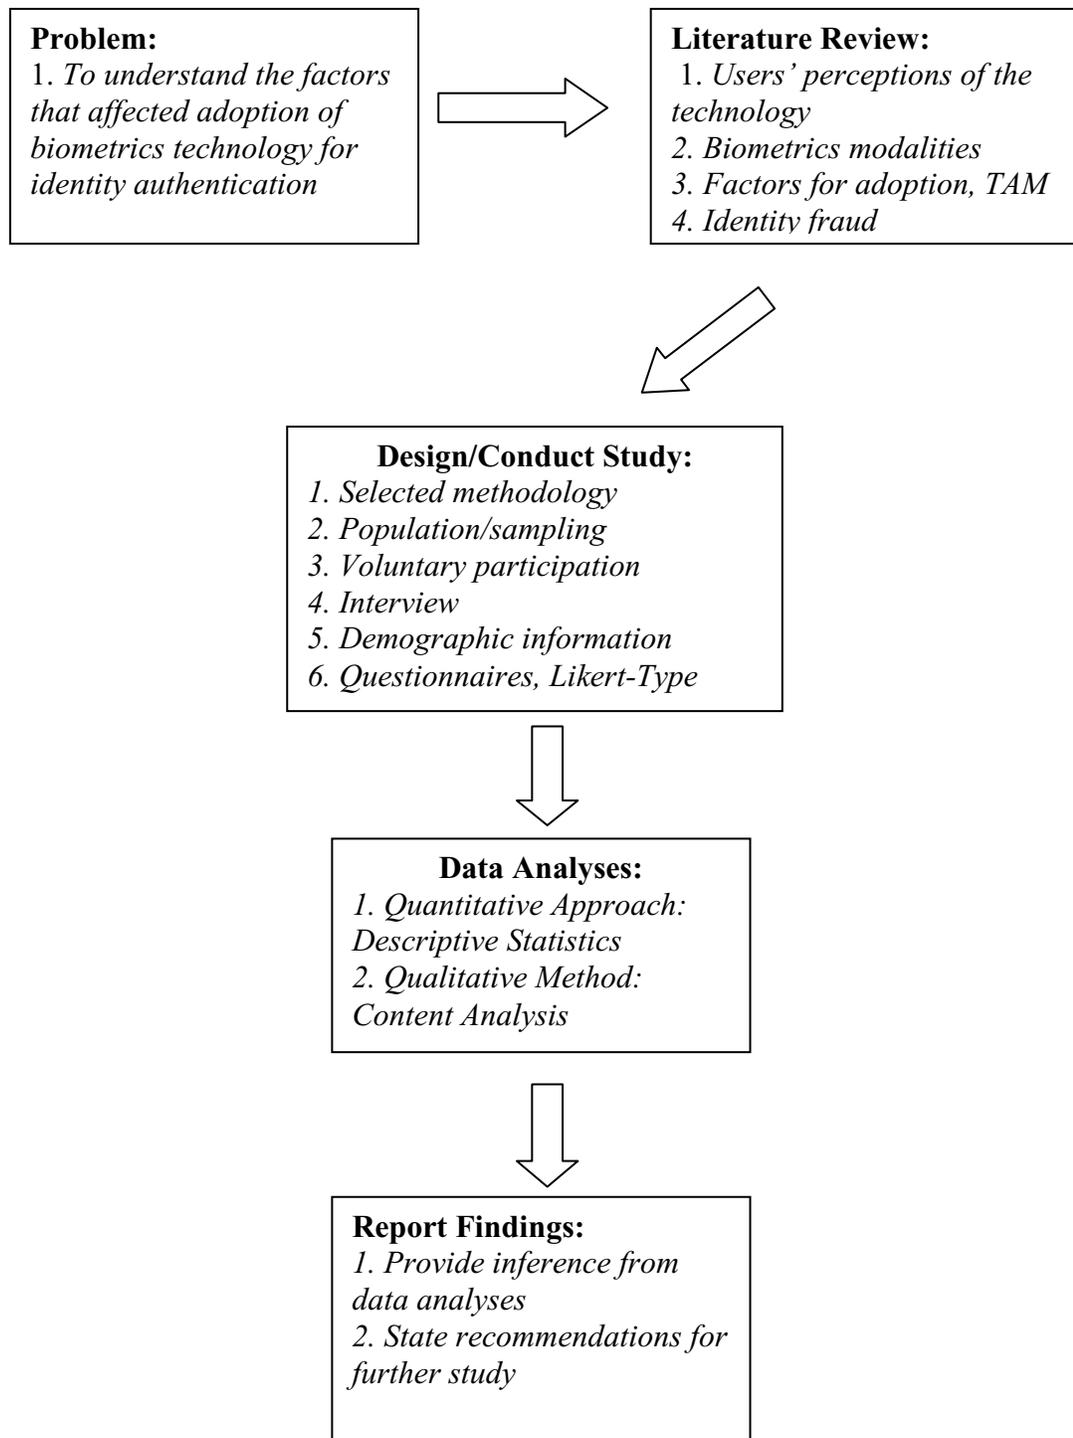 Problem:
1. To understand the factors
that affected adoption of
biometrics technology for
identity authentication
Literature Review:
1. Users’ perceptions of the
technology
2. Biometrics modalities
3. Factors for adoption, TAM
4. Identity fraud
Design/Conduct Study:
1. Selected methodology
2. Population/sampling
3. Voluntary participation
4. Interview
5. Demographic information
6. Questionnaires, Likert-Type
Data Analyses:
1. Quantitative Approach:
Descriptive Statistics
2. Qualitative Method:
Content Analysis
Report Findings:
1. Provide inference from
data analyses
2. State recommendations for
further study